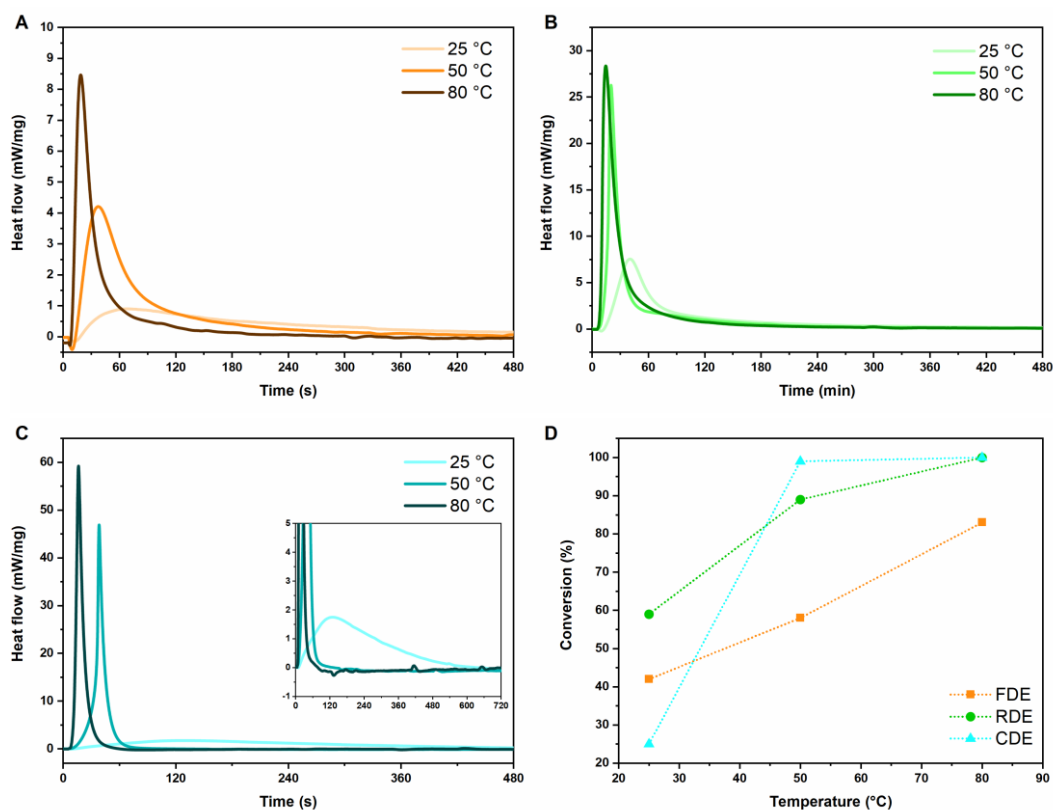 A
Heat flow (mW/mg)
10
9
8
7
6
5
4
3
2
1
0
25 °C
50 °C
80 °C
0 60 120 180 240 300 360 420 480
Time (s)
B
Heat flow (mW/mg)
30
25
20
15
10
5
0
25 °C
50 °C
80 °C
0 60 120 180 240 300 360 420 480
Time (min)
C
Heat flow (mW/mg)
60
50
40
30
20
10
0
25 °C
50 °C
80 °C
5
4
3
2
1
0
-1
0 120 240 360 480 600 720
0 120 240 360 480
Time (s)
D
Conversion (%)
100
90
80
70
60
50
40
30
20
FDE
RDE
CDE
20 30 40 50 60 70 80 90
Temperature (°C)